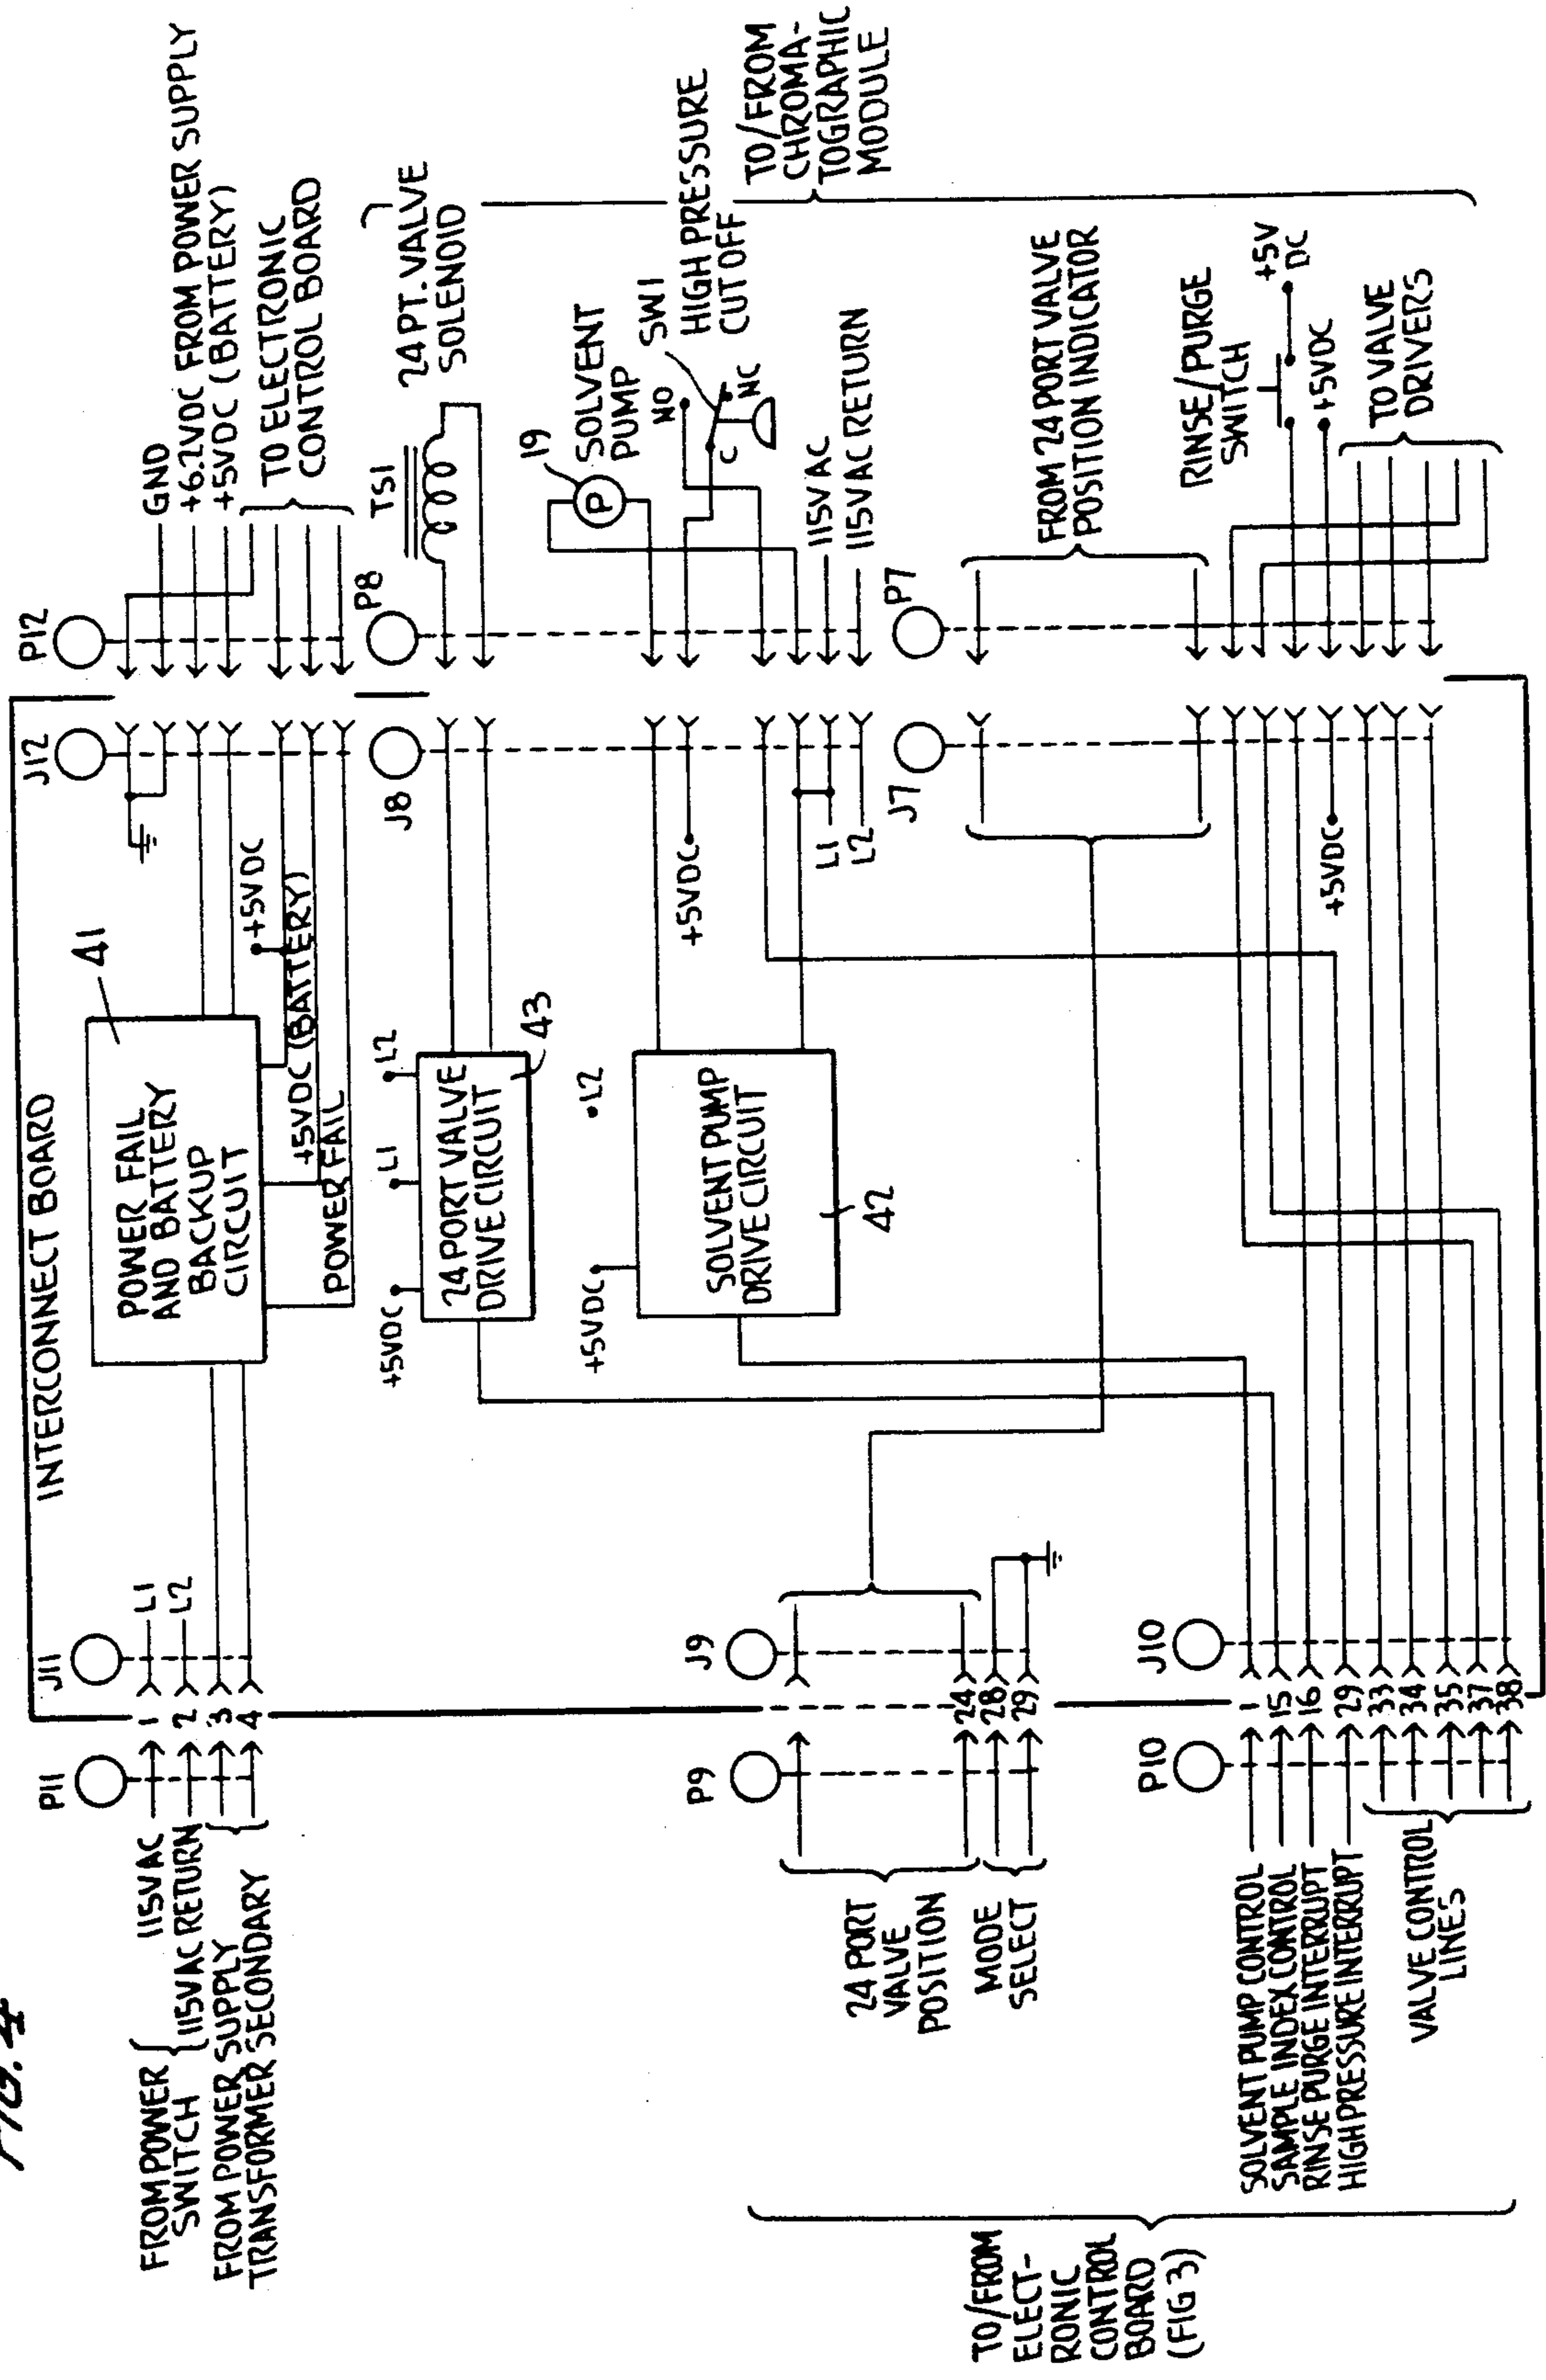 FIG. 4
INTERCONNECT BOARD
P11
J11
FROM POWER
SWITCH
115VAC
115VAC RETURN
FROM POWER SUPPLY
TRANSFORMER SECONDARY
1
2
3
4
L1
L2
41
POWER FAIL
AND BATTERY
BACKUP
CIRCUIT
+5VDC
+5VDC (BATTERY)
POWER FAIL
J12
P12
GND
+6.2VDC FROM POWER SUPPLY
+5VDC (BATTERY)
TO ELECTRONIC
CONTROL BOARD
+5VDC
L1
L2
24 PORT VALVE
DRIVE CIRCUIT
43
J8
P8
TS1
24 PT. VALVE
SOLENOID
+5VDC
L2
SOLVENT PUMP
DRIVE CIRCUIT
42
+5VDC
L1
L2
19
P
SOLVENT
PUMP
NO
SW1
C
NC
HIGH PRESSURE
CUT OFF
115VAC
115VAC RETURN
TO/FROM
CHROMA-
TOGRAPHIC
MODULE
P9
J9
24 PORT
VALVE
POSITION
MODE
SELECT
24
28
29
J7
P7
FROM 24 PORT VALVE
POSITION INDICATOR
RINSE/PURGE
SWITCH
+5V
DC
+5VDC
+5VDC
TO VALVE
DRIVERS
P10
J10
SOLVENT PUMP CONTROL
SAMPLE INDEX CONTROL
RINSE PURGE INTERRUPT
HIGH PRESSURE INTERRUPT
VALVE CONTROL
LINES
1
15
16
29
33
34
35
37
38
TO/FROM
ELECT-
RONIC
CONTROL
BOARD
(FIG 3)